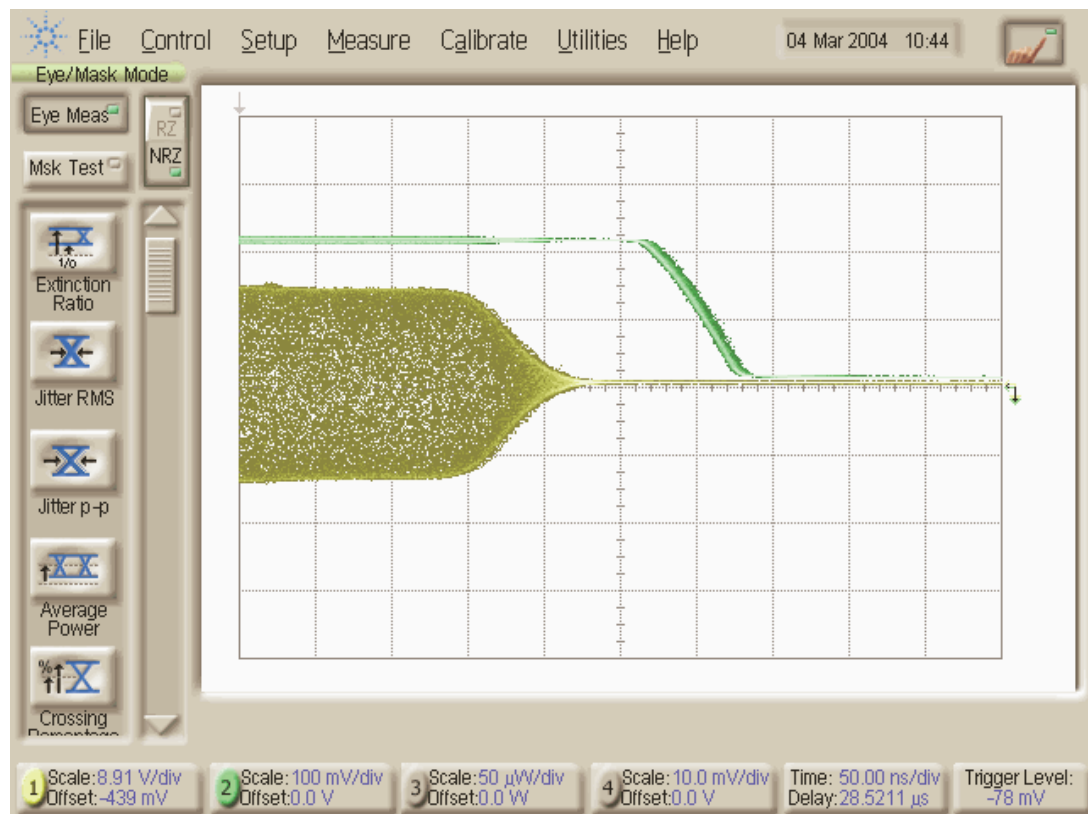 File Control Setup Measure Calibrate Utilities Help 04 Mar 2004 10:44
Eye/Mask Mode
Eye Meas
RZ
NRZ
Msk Test
1/0
Extinction
Ratio
Jitter RMS
Jitter p-p
Average
Power
%
Crossing
Percentage
1
1 Scale:8.91 V/div
Offset:-439 mV
2 Scale:100 mV/div
Offset:0.0 V
3 Scale:50 µW/div
Offset:0.0 W
4 Scale:10.0 mV/div
Offset:0.0 V
Time: 50.00 ns/div
Delay:28.5211 µs
Trigger Level:
-78 mV